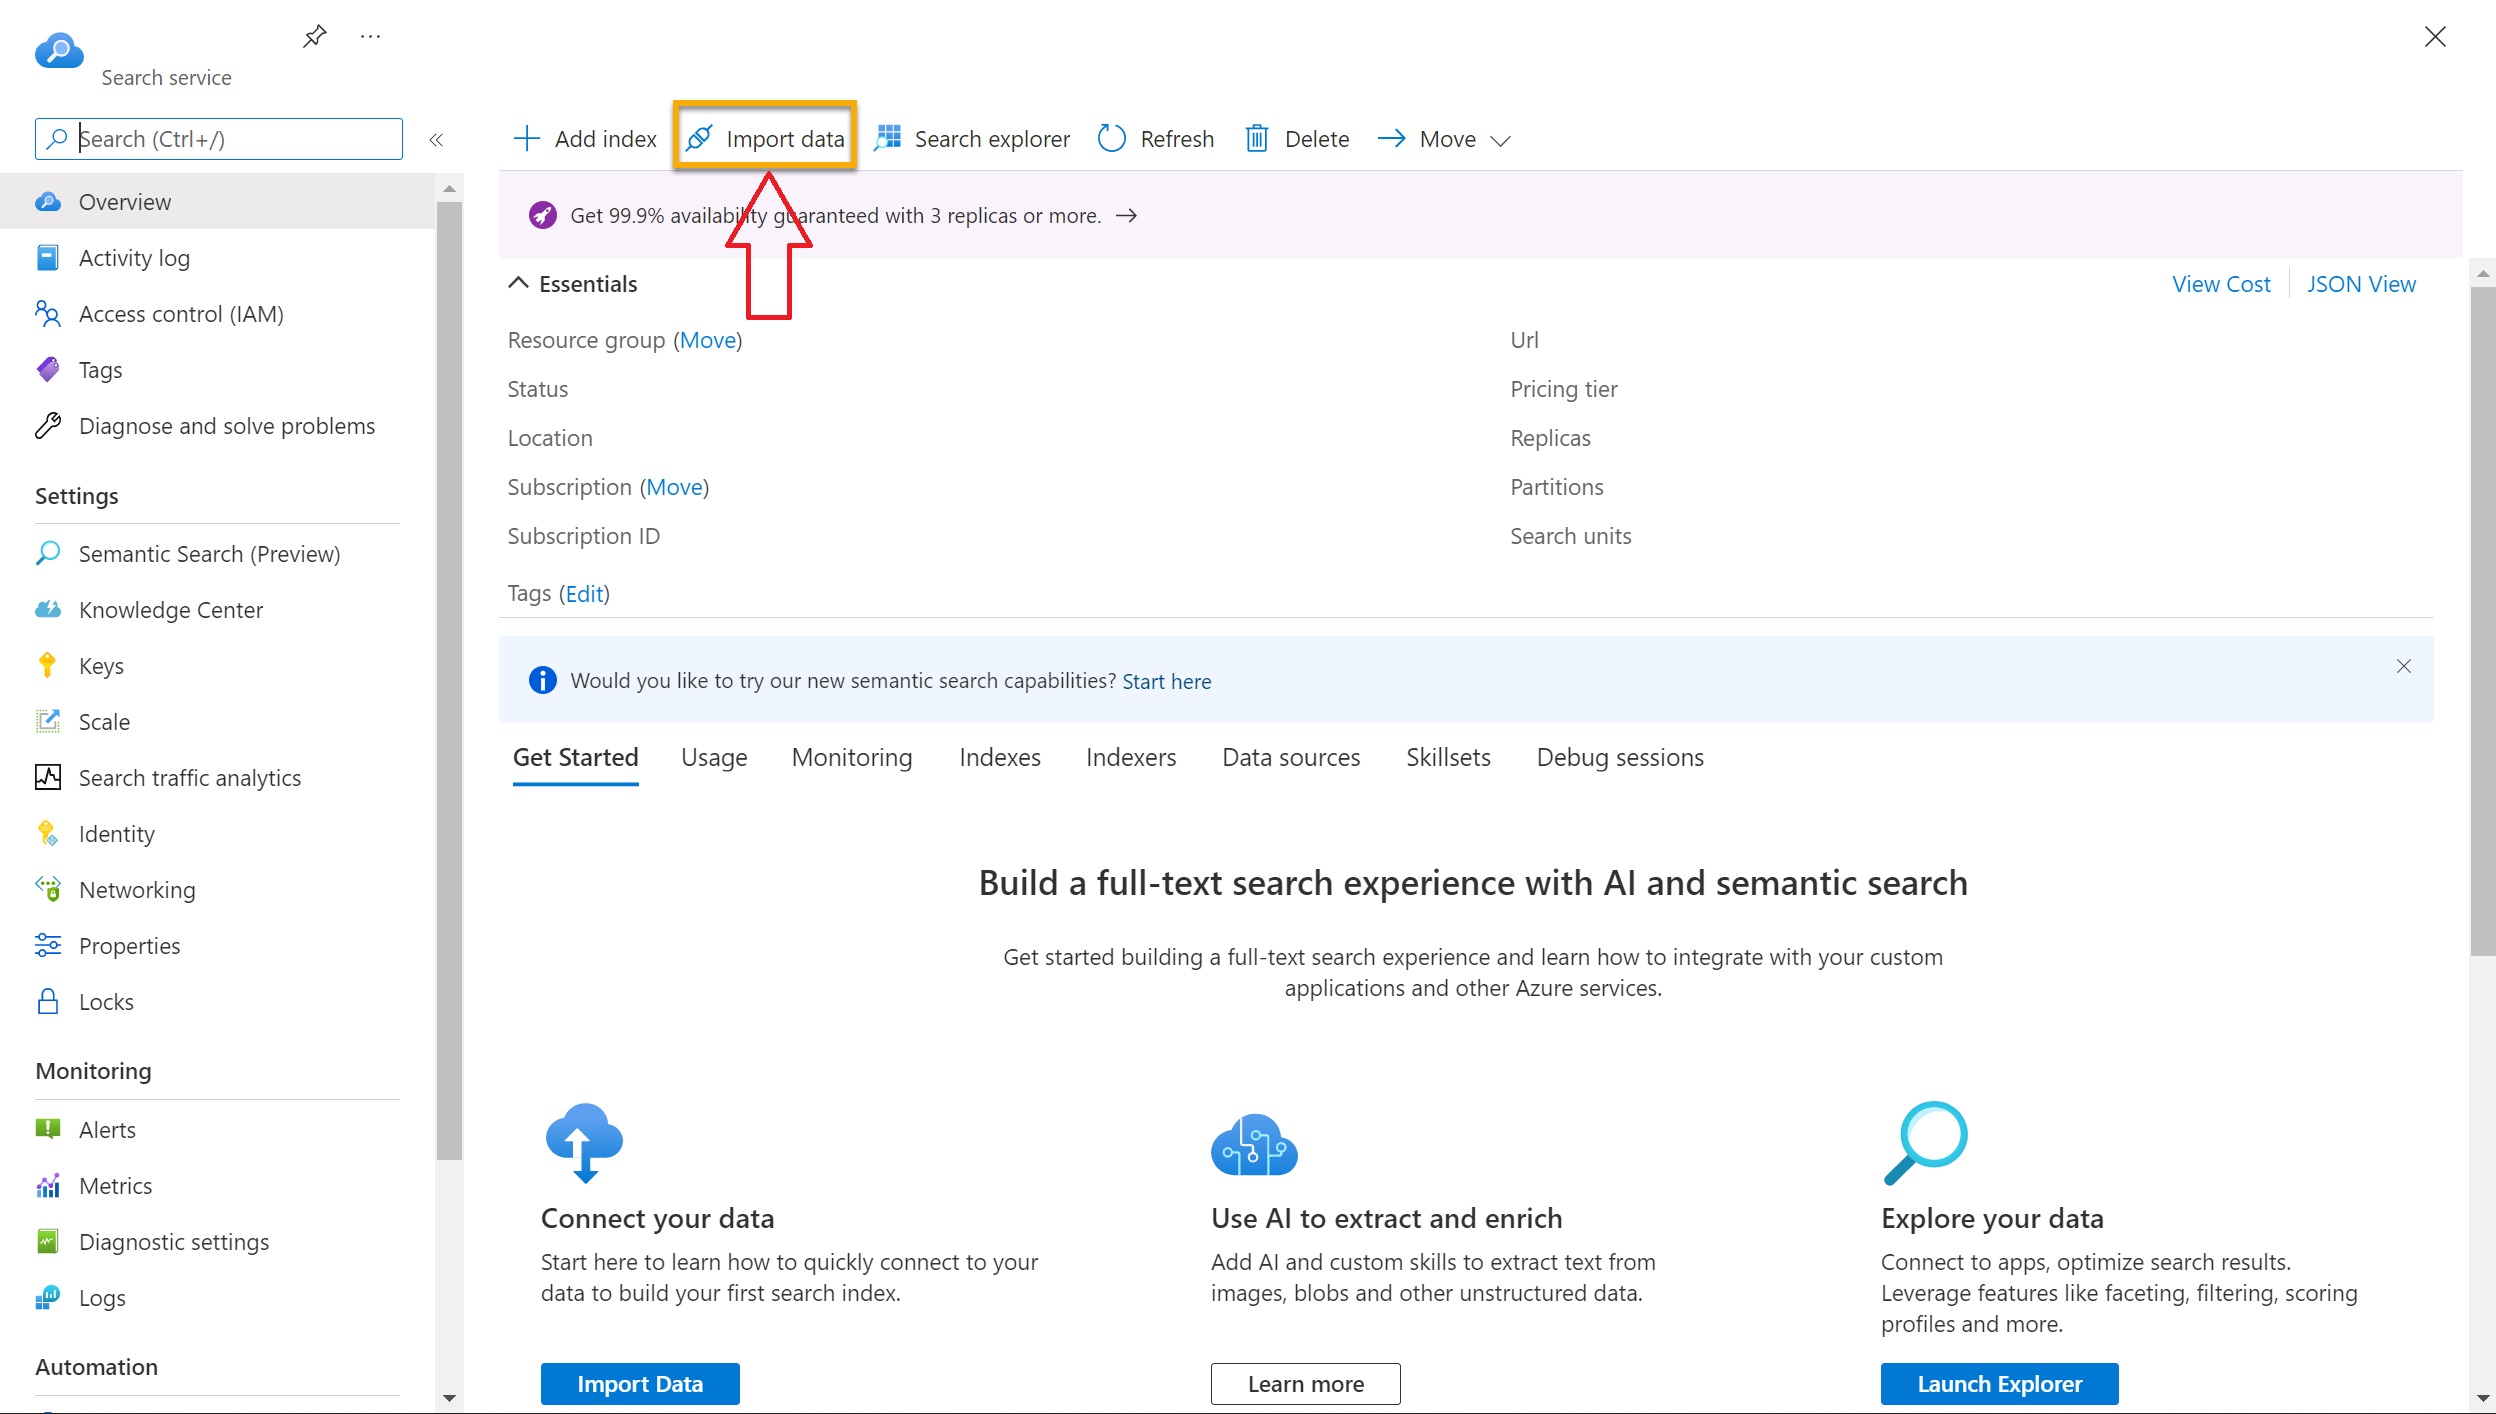 Search service
Search (Ctrl+/)
Overview
Activity log
Access control (IAM)
Tags
Diagnose and solve problems
Settings
Semantic Search (Preview)
Knowledge Center
Keys
Scale
Search traffic analytics
Identity
Networking
Properties
Locks
Monitoring
Alerts
Metrics
Diagnostic settings
Logs
Automation
Add index
Import data
Search explorer
Refresh
Delete
Move
Get 99.9% availability guaranteed with 3 replicas or more.
Essentials
View Cost
JSON View
Resource group (Move)
Status
Location
Subscription (Move)
Subscription ID
Url
Pricing tier
Replicas
Partitions
Search units
Tags (Edit)
Would you like to try our new semantic search capabilities? Start here
Get Started
Usage
Monitoring
Indexes
Indexers
Data sources
Skillsets
Debug sessions
Build a full-text search experience with AI and semantic search
Get started building a full-text search experience and learn how to integrate with your custom
applications and other Azure services.
Connect your data
Start here to learn how to quickly connect to your
data to build your first search index.
Import Data
Use AI to extract and enrich
Add AI and custom skills to extract text from
images, blobs and other unstructured data.
Learn more
Explore your data
Connect to apps, optimize search results.
Leverage features like faceting, filtering, scoring
profiles and more.
Launch Explorer